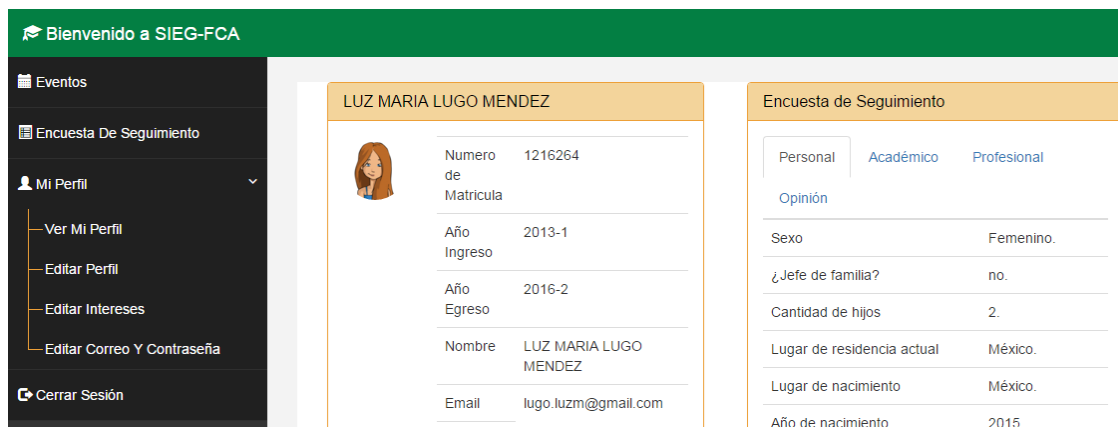 Bienvenido a SIEG-FCA
Eventos
Encuesta De Seguimiento
Mi Perfil
Ver Mi Perfil
Editar Perfil
Editar Intereses
Editar Correo Y Contraseña
Cerrar Sesión
LUZ MARIA LUGO MENDEZ
Numero 1216264
de
Matricula
Año 2013-1
Ingreso
Año 2016-2
Egreso
Nombre LUZ MARIA LUGO
MENDEZ
Email lugo.luzm@gmail.com
Encuesta de Seguimiento
Personal Académico Profesional
Opinión
Sexo Femenino.
¿Jefe de familia? no.
Cantidad de hijos 2.
Lugar de residencia actual México.
Lugar de nacimiento México.
Año de nacimiento 2015